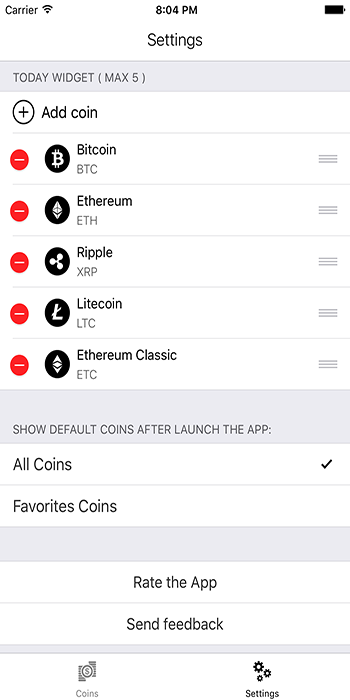 Carrier 8:04 PM
Settings
TODAY WIDGET ( MAX 5 )
Add coin
Bitcoin
BTC
Ethereum
ETH
Ripple
XRP
Litecoin
LTC
Ethereum Classic
ETC
SHOW DEFAULT COINS AFTER LAUNCH THE APP:
All Coins
Favorites Coins
Rate the App
Send feedback
Coins Settings